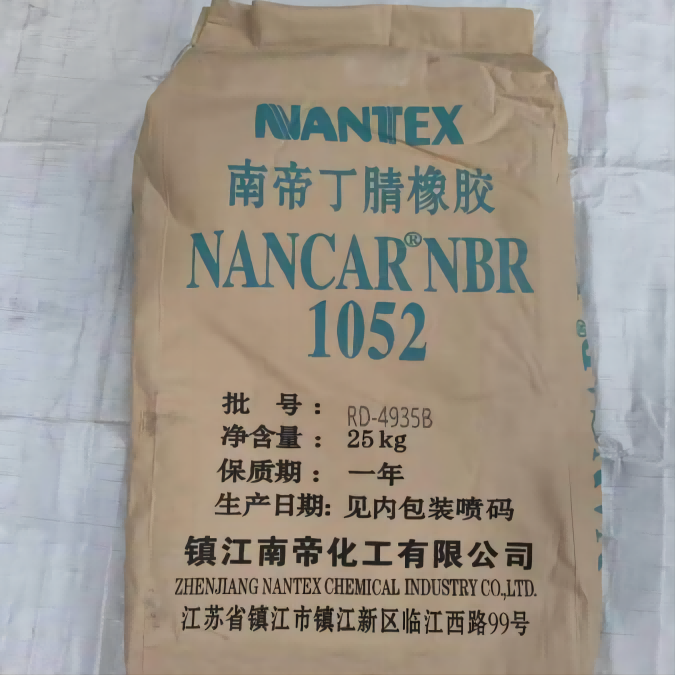 NANTEX
南帝丁腈橡胶
NANCAR®NBR
1052
批 号： RD-4935B
净含量： 25kg
保质期： 一年
生产日期: 见内包装喷码
镇江南帝化工有限公司
ZHENJIANG NANTEX CHEMICAL INDUSTRY CO.,LTD.
江苏省镇江市镇江新区临江西路99号